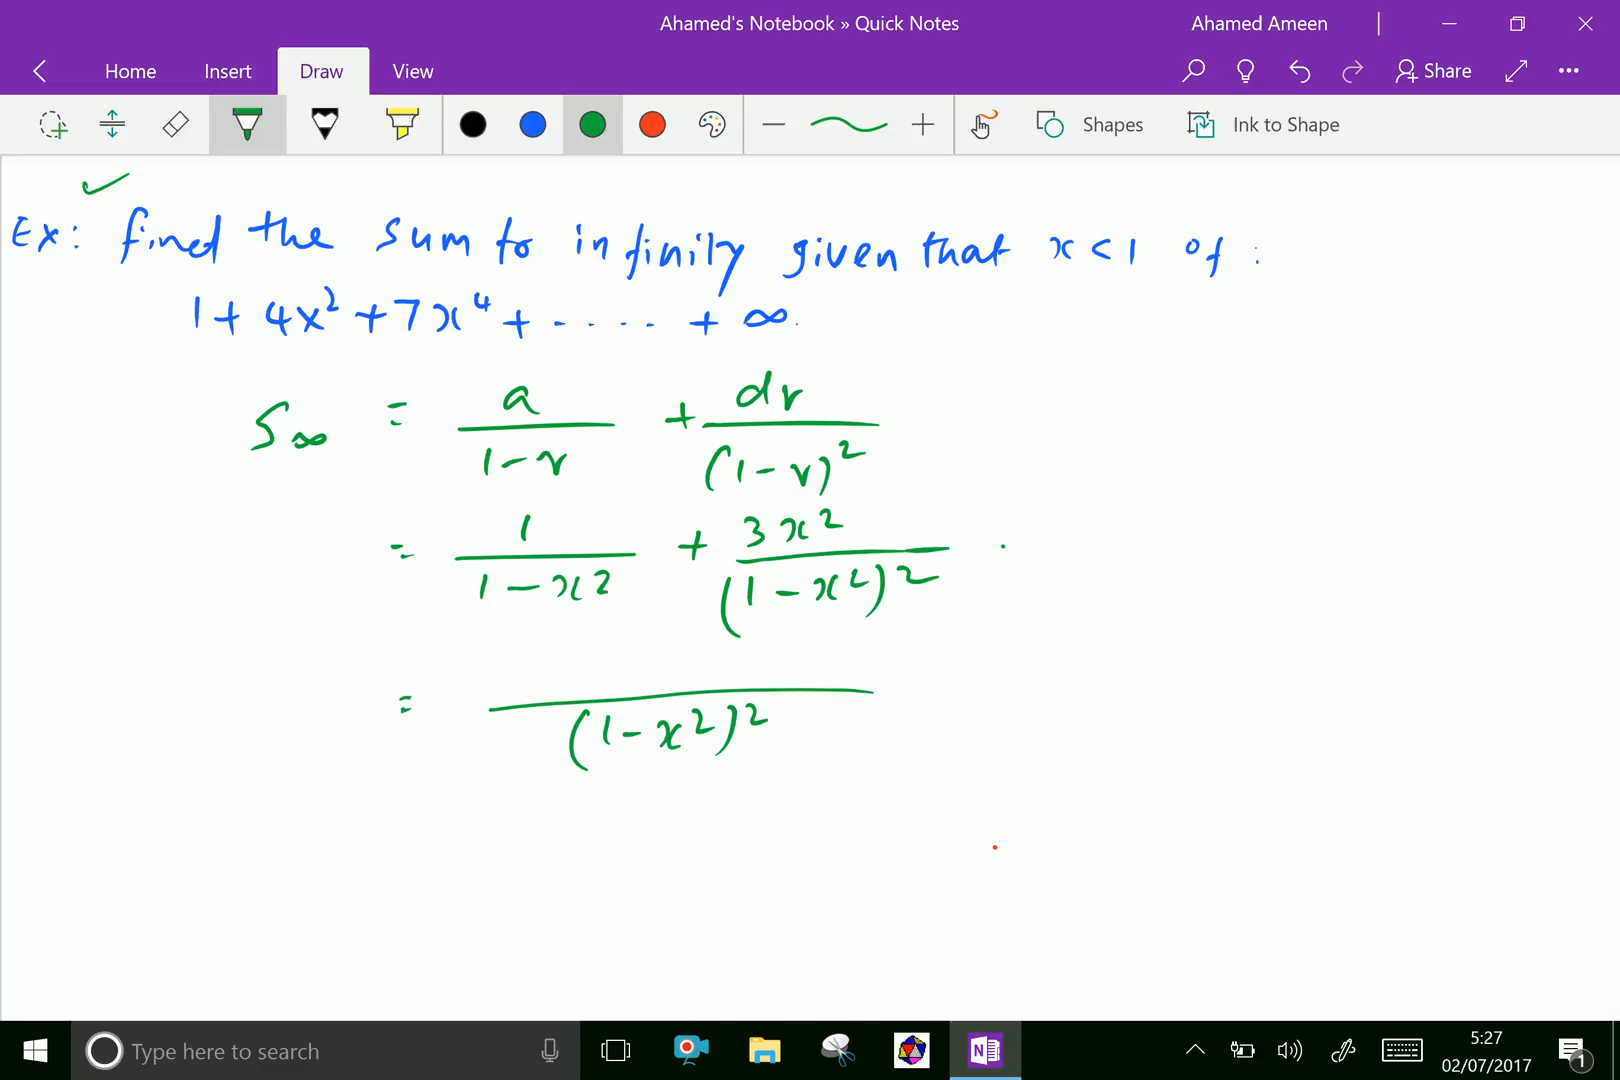 Ahamed's Notebook » Quick Notes
Ahamed Ameen
Home Insert Draw View
Share
Shapes
Ink to Shape
Ex: find the sum to infinity given that x < 1 of :
1 + 4x² + 7x⁴ + ..... + ∞.
S∞ = a/(1-r) + dr/(1-r)²
= 1/(1-x²) + 3x²/(1-x²)² .
= /(1-x²)²
Type here to search
N
5:27
02/07/2017
1